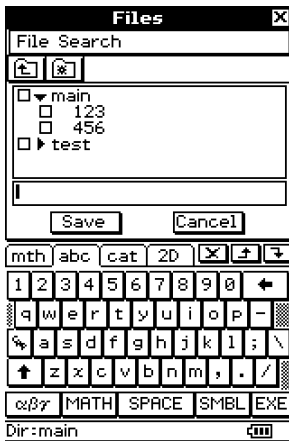 Files
File Search
main
123
456
test
Save Cancel
mth abc cat 2D
1 2 3 4 5 6 7 8 9 0
q w e r t y u i o p -
a s d f g h j k l ; \
z x c v b n m , . /
αβγ MATH SPACE SMBL EXE
Dir:main